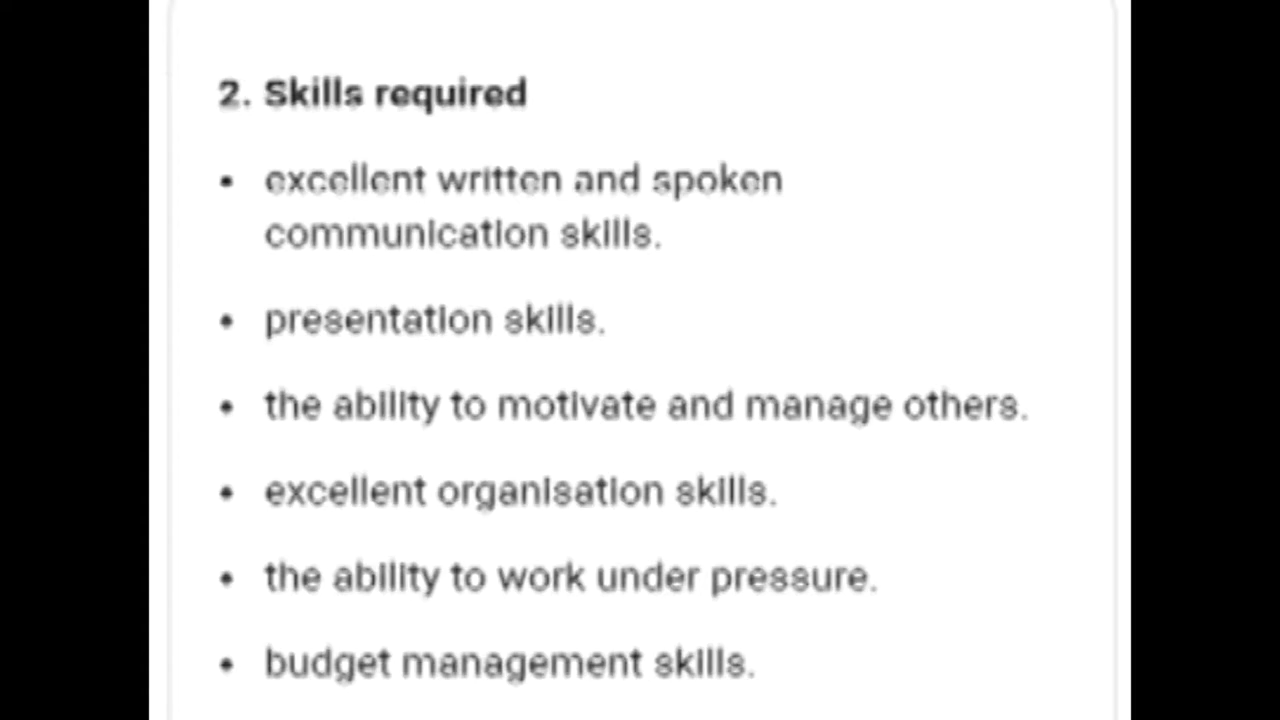 2. Skills required
• excellent written and spoken
communication skills.
• presentation skills.
• the ability to motivate and manage others.
• excellent organisation skills.
• the ability to work under pressure.
• budget management skills.